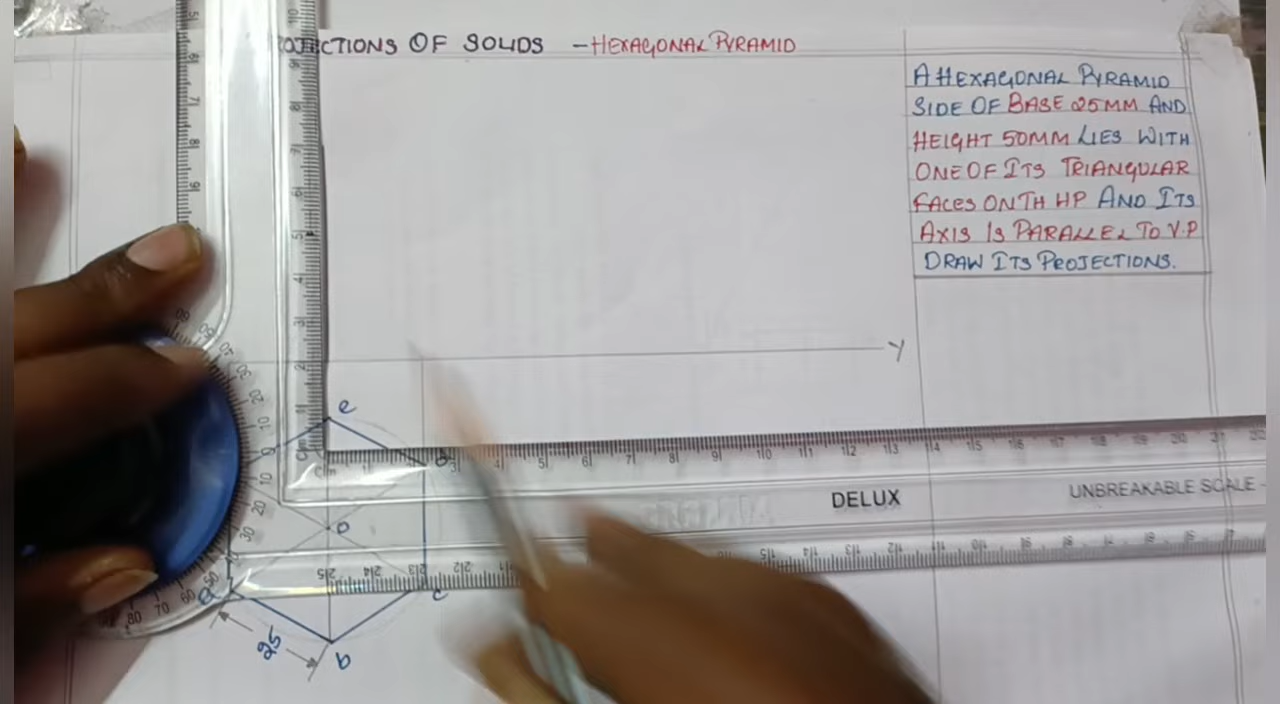 OJECTIONS OF SOLIDS - HEXAGONAL PYRAMID
A HEXAGONAL PYRAMID
SIDE OF BASE 25MM AND
HEIGHT 50MM LIES WITH
ONE OF ITS TRIANGULAR
FACES ON TH HP AND ITS
AXIS IS PARALLEL TO V.P
DRAW ITS PROJECTIONS.
Y
e
d
o
a
c
b
25
DELUX
UNBREAKABLE SCALE -